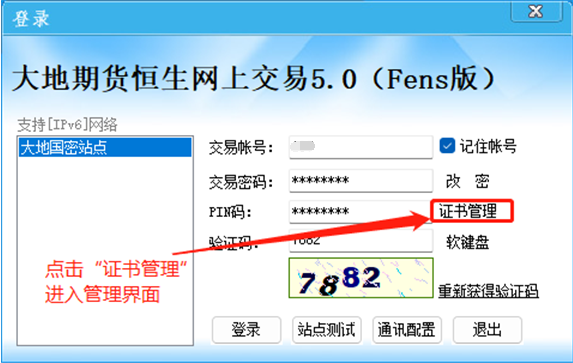 登录
大地期货恒生网上交易5.0（Fens版）
支持[IPv6]网络
大地国密站点
交易帐号：
记住帐号
交易密码： ******** 改 密
PIN码： ******** 证书管理
验证码： 7882 软键盘
点击“证书管理”
进入管理界面
7882
重新获得验证码
登录 站点测试 通讯配置 退出